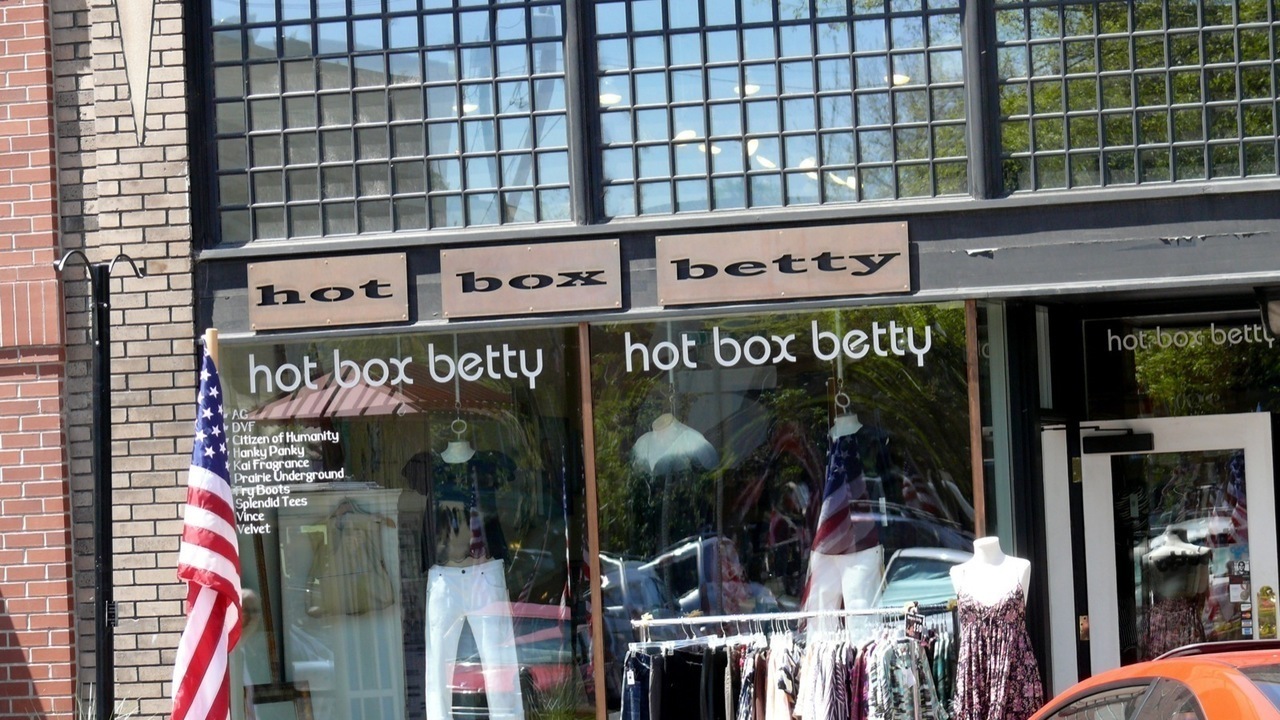 hot box betty
hot box betty
hot box betty
hot box betty
AG
DVF
Citizen of Humanity
Hanky Panky
Kai Fragrance
Prairie Underground
Fry Boots
Splendid Tees
Vince
Velvet